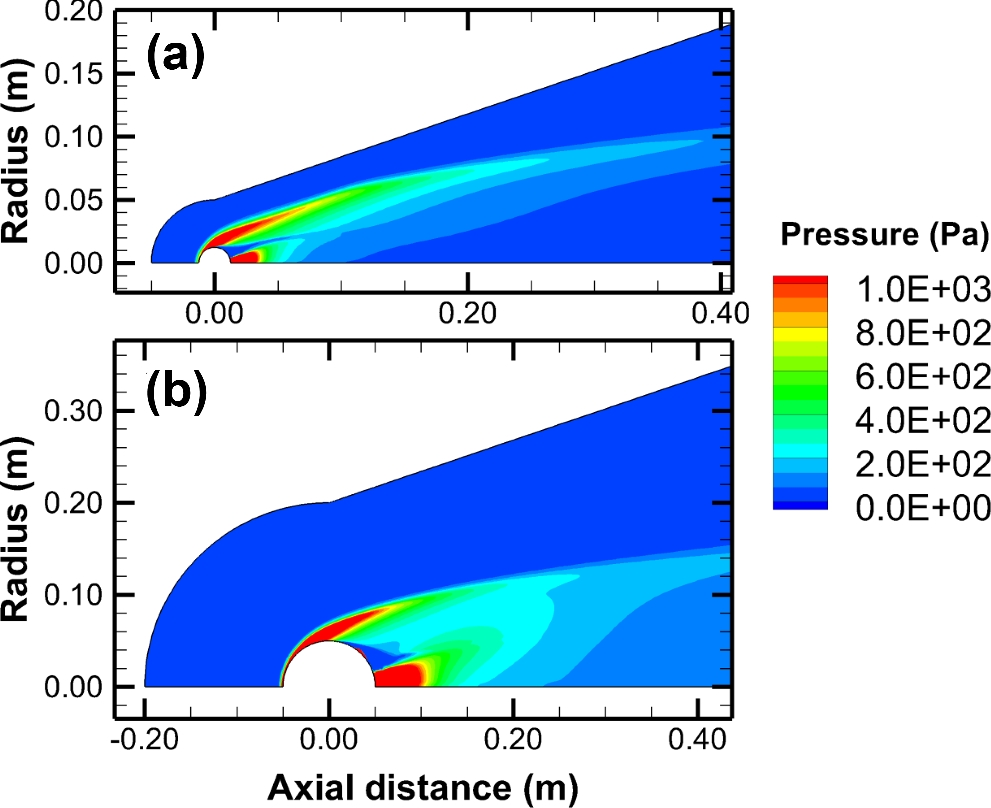 (a)
Radius (m)
0.20
0.15
0.10
0.05
0.00
0.00 0.20 0.40
(b)
Radius (m)
0.30
0.20
0.10
0.00
-0.20 0.00 0.20 0.40
Axial distance (m)
Pressure (Pa)
1.0E+03
8.0E+02
6.0E+02
4.0E+02
2.0E+02
0.0E+00